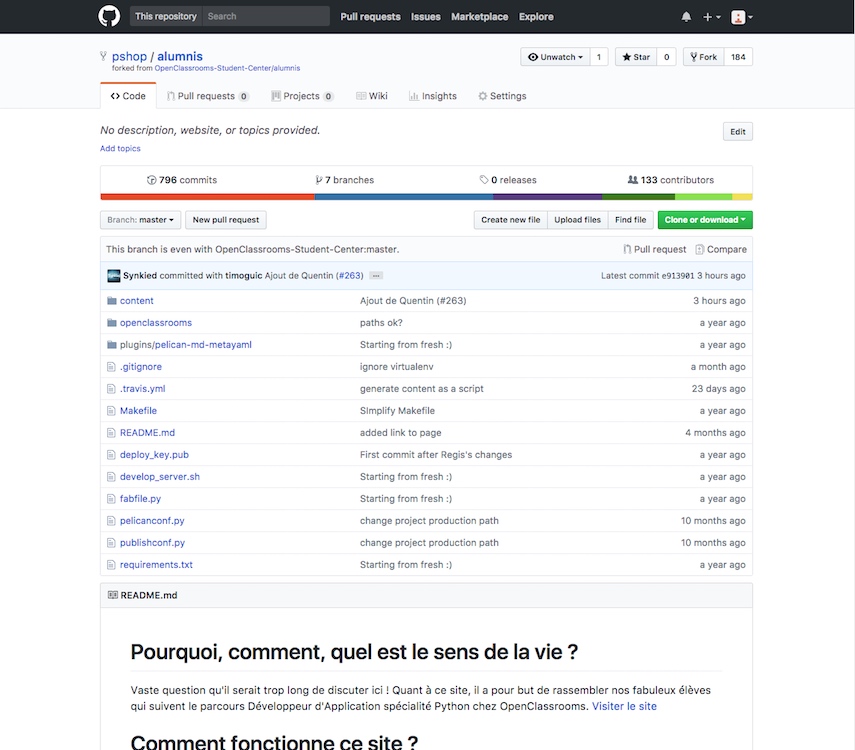 This repository Search Pull requests Issues Marketplace Explore
pshop / alumnis Unwatch 1 Star 0 Fork 184
forked from OpenClassrooms-Student-Center/alumnis
Code Pull requests 0 Projects 0 Wiki Insights Settings
No description, website, or topics provided. Edit
Add topics
796 commits 7 branches 0 releases 133 contributors
Branch: master New pull request Create new file Upload files Find file Clone or download
This branch is even with OpenClassrooms-Student-Center:master. Pull request Compare
Synkied committed with timoguic Ajout de Quentin (#263) ... Latest commit e913901 3 hours ago
content Ajout de Quentin (#263) 3 hours ago
openclassrooms paths ok? a year ago
plugins/pelican-md-metayaml Starting from fresh :) a year ago
.gitignore ignore virtualenv a month ago
.travis.yml generate content as a script 23 days ago
Makefile SImplify Makefile a year ago
README.md added link to page 4 months ago
deploy_key.pub First commit after Regis's changes a year ago
develop_server.sh Starting from fresh :) a year ago
fabfile.py Starting from fresh :) a year ago
pelicanconf.py change project production path 10 months ago
publishconf.py change project production path 10 months ago
requirements.txt Starting from fresh :) a year ago
README.md
Pourquoi, comment, quel est le sens de la vie ?
Vaste question qu'il serait trop long de discuter ici ! Quant à ce site, il a pour but de rassembler nos fabuleux élèves
qui suivent le parcours Développeur d'Application spécialité Python chez OpenClassrooms. Visiter le site
Comment fonctionne ce site ?